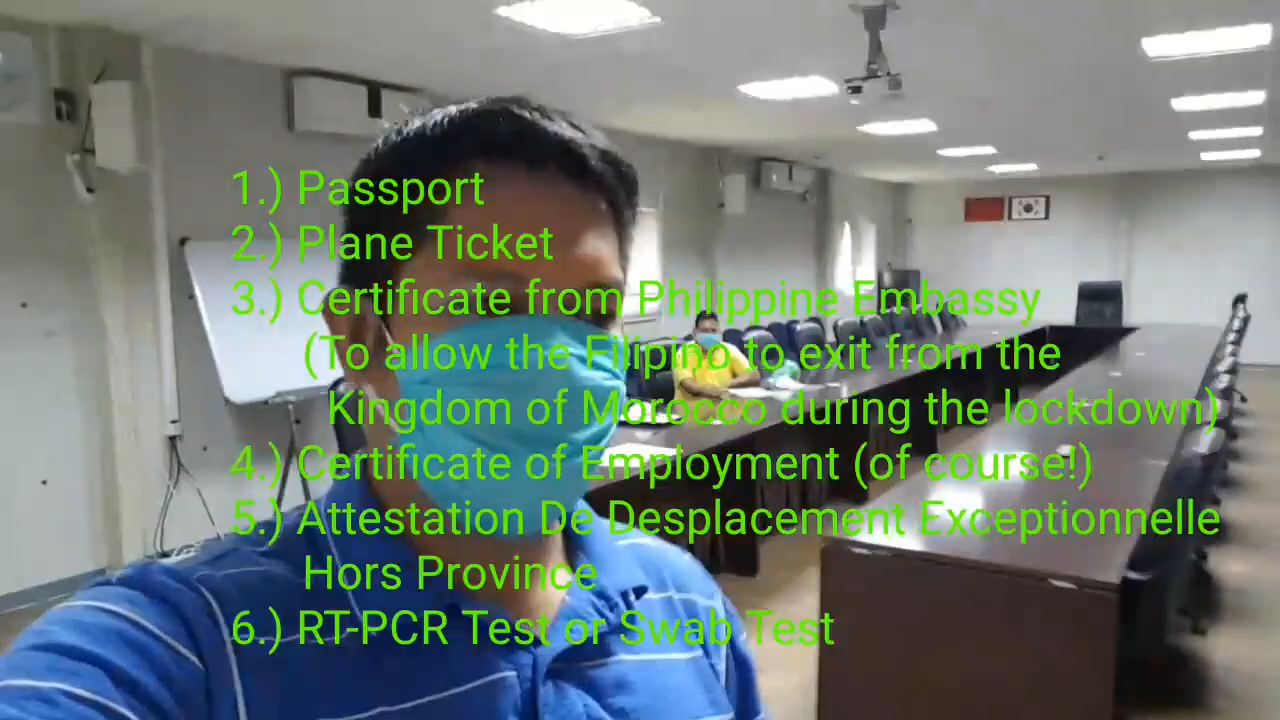 1.) Passport
2.) Plane Ticket
3.) Certificate from Philippine Embassy
(To allow the Filipino to exit from the
Kingdom of Morocco during the lockdown)
4.) Certificate of Employment (of course!)
5.) Attestation De Desplacement Exceptionnelle
Hors Province
6.) RT-PCR Test or Swab Test